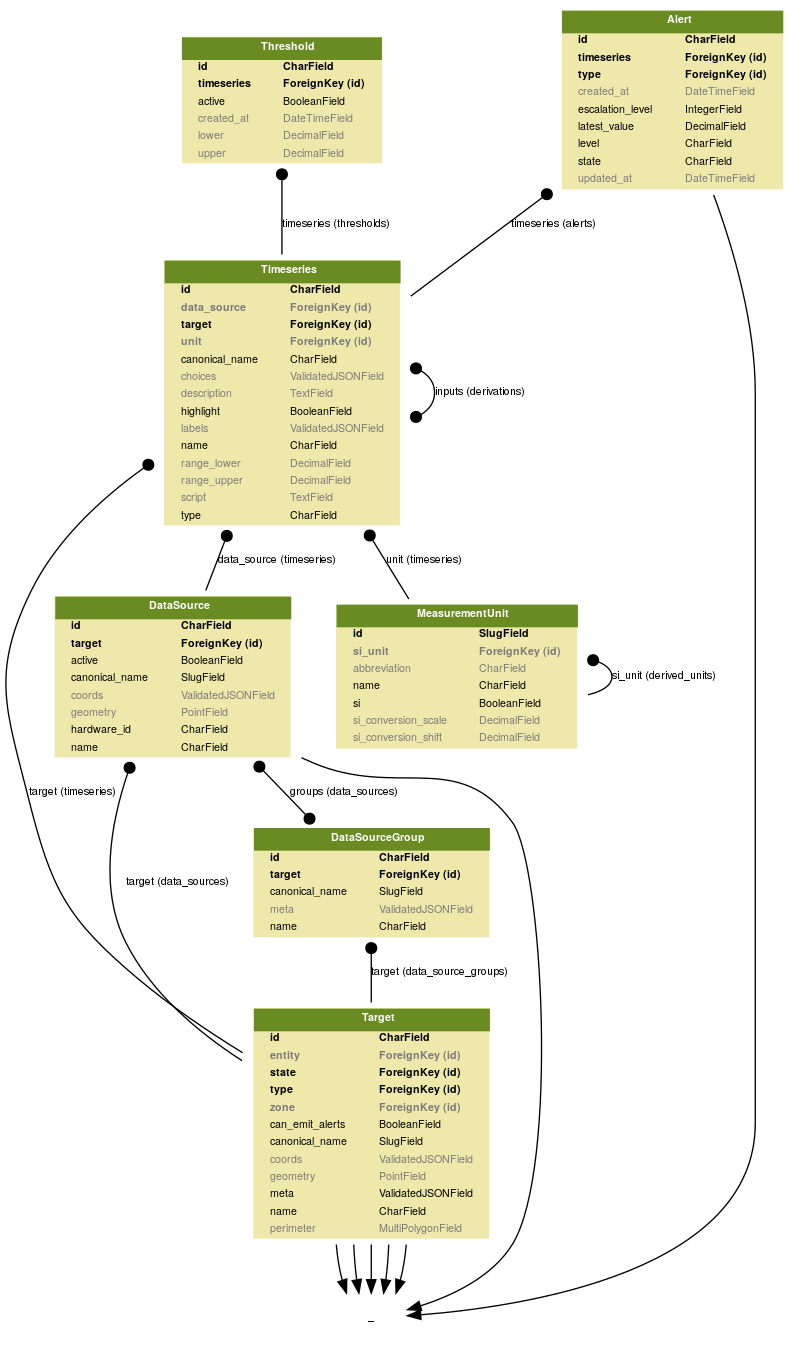 Alert
id CharField
timeseries ForeignKey (id)
type ForeignKey (id)
created_at DateTimeField
escalation_level IntegerField
latest_value DecimalField
level CharField
state CharField
updated_at DateTimeField
Threshold
id CharField
timeseries ForeignKey (id)
active BooleanField
created_at DateTimeField
lower DecimalField
upper DecimalField
timeseries (thresholds)
timeseries (alerts)
Timeseries
id CharField
data_source ForeignKey (id)
target ForeignKey (id)
unit ForeignKey (id)
canonical_name CharField
choices ValidatedJSONField
description TextField
highlight BooleanField
labels ValidatedJSONField
name CharField
range_lower DecimalField
range_upper DecimalField
script TextField
type CharField
inputs (derivations)
data_source (timeseries)
unit (timeseries)
DataSource
id CharField
target ForeignKey (id)
active BooleanField
canonical_name SlugField
coords ValidatedJSONField
geometry PointField
hardware_id CharField
name CharField
MeasurementUnit
id SlugField
si_unit ForeignKey (id)
abbreviation CharField
name CharField
si BooleanField
si_conversion_scale DecimalField
si_conversion_shift DecimalField
si_unit (derived_units)
target (timeseries)
groups (data_sources)
DataSourceGroup
id CharField
target ForeignKey (id)
canonical_name SlugField
meta ValidatedJSONField
name CharField
target (data_sources)
target (data_source_groups)
Target
id CharField
entity ForeignKey (id)
state ForeignKey (id)
type ForeignKey (id)
zone ForeignKey (id)
can_emit_alerts BooleanField
canonical_name SlugField
coords ValidatedJSONField
geometry PointField
meta ValidatedJSONField
name CharField
perimeter MultiPolygonField
_